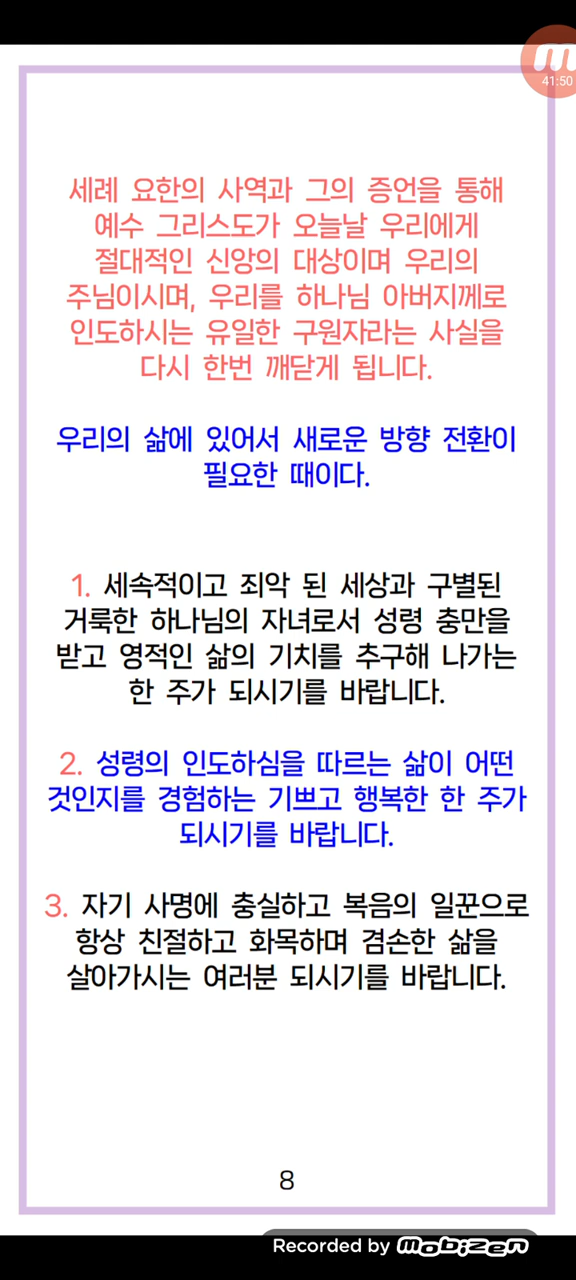 41:50
세례 요한의 사역과 그의 증언을 통해
예수 그리스도가 오늘날 우리에게
절대적인 신앙의 대상이며 우리의
주님이시며, 우리를 하나님 아버지께로
인도하시는 유일한 구원자라는 사실을
다시 한번 깨닫게 됩니다.
우리의 삶에 있어서 새로운 방향 전환이
필요한 때이다.
1. 세속적이고 죄악 된 세상과 구별된
거룩한 하나님의 자녀로서 성령 충만을
받고 영적인 삶의 기치를 추구해 나가는
한 주가 되시기를 바랍니다.
2. 성령의 인도하심을 따르는 삶이 어떤
것인지를 경험하는 기쁘고 행복한 한 주가
되시기를 바랍니다.
3. 자기 사명에 충실하고 복음의 일꾼으로
항상 친절하고 화목하며 겸손한 삶을
살아가시는 여러분 되시기를 바랍니다.
8
Recorded by mobizen